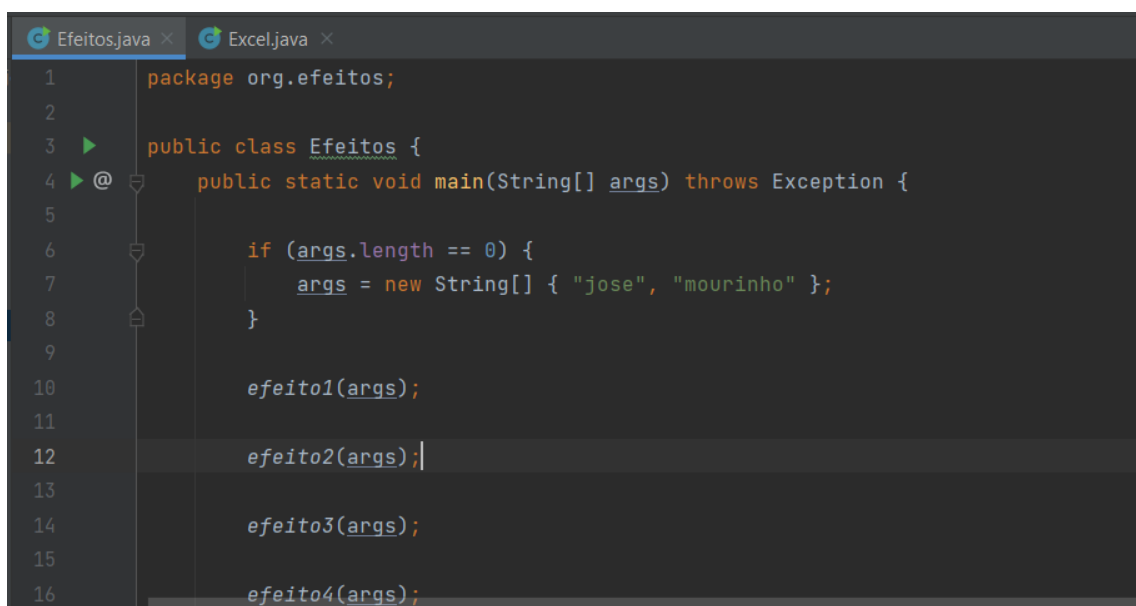 Efeitos.java Excel.java
1 package org.efeitos;
2
3 public class Efeitos {
4 @ public static void main(String[] args) throws Exception {
5
6 if (args.length == 0) {
7 args = new String[] { "jose", "mourinho" };
8 }
9
10 efeito1(args);
11
12 efeito2(args);
13
14 efeito3(args);
15
16 efeito4(args);